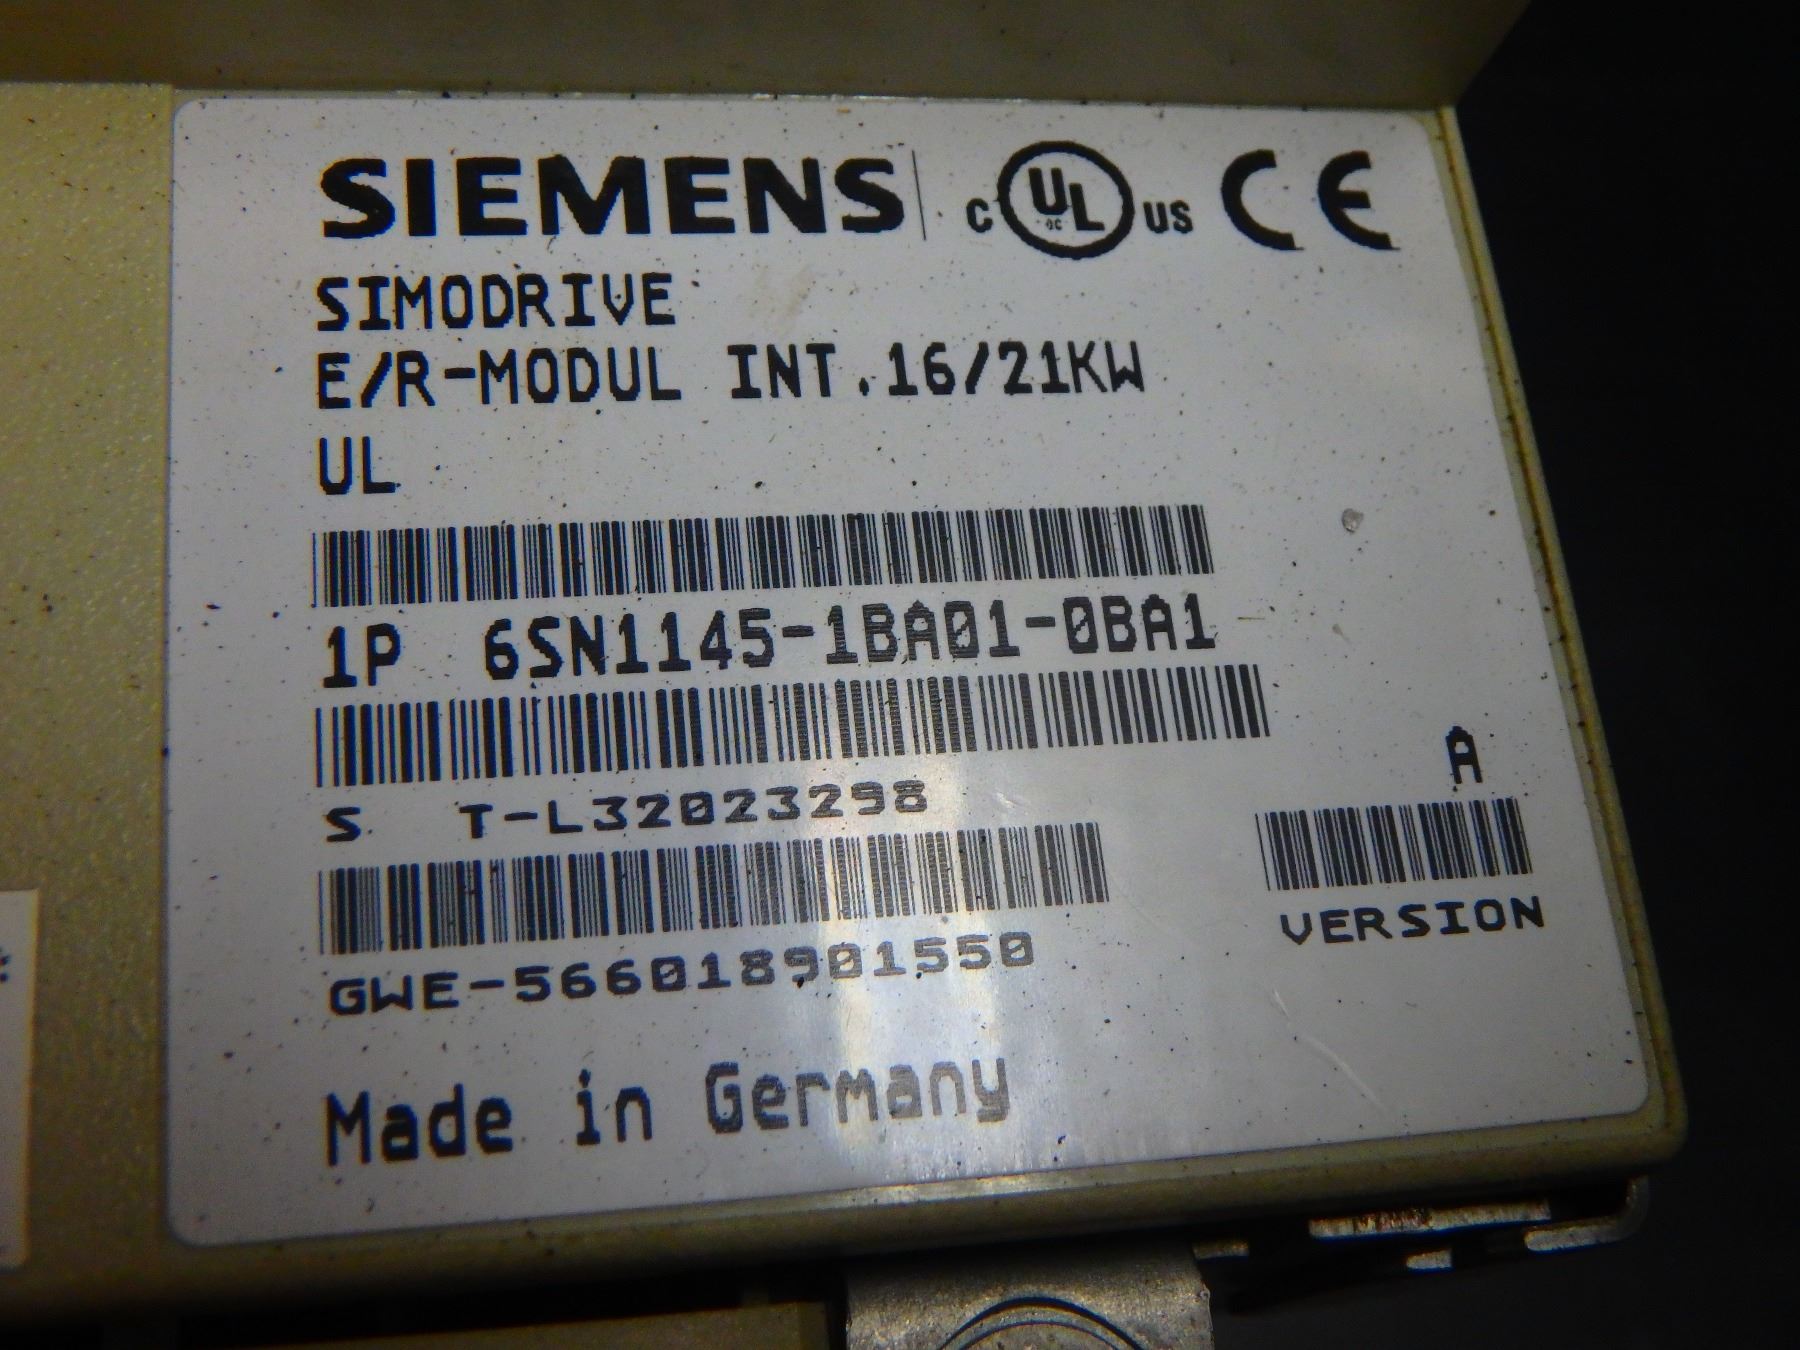 SIEMENS
c UL us CE
SIMODRIVE
E/R-MODUL INT.16/21KW
UL
1P 6SN1145-1BA01-0BA1
S T-L32023298
A
VERSION
GWE-566018901550
Made in Germany